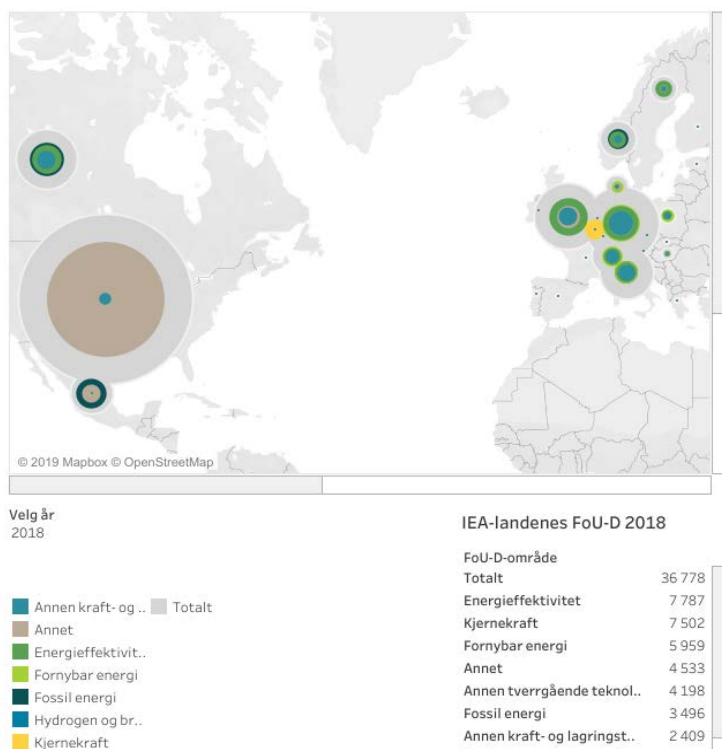 © 2019 Mapbox © OpenStreetMap
Velg år
2018
Annen kraft- og ..
Totalt
Annet
Energieffektivit..
Fornybar energi
Fossil energi
Hydrogen og br..
Kjernekraft
IEA-landenes FoU-D 2018
FoU-D-område
Totalt 36 778
Energieffektivitet 7 787
Kjernekraft 7 502
Fornybar energi 5 959
Annet 4 533
Annen tverrgående teknol.. 4 198
Fossil energi 3 496
Annen kraft- og lagringst.. 2 409